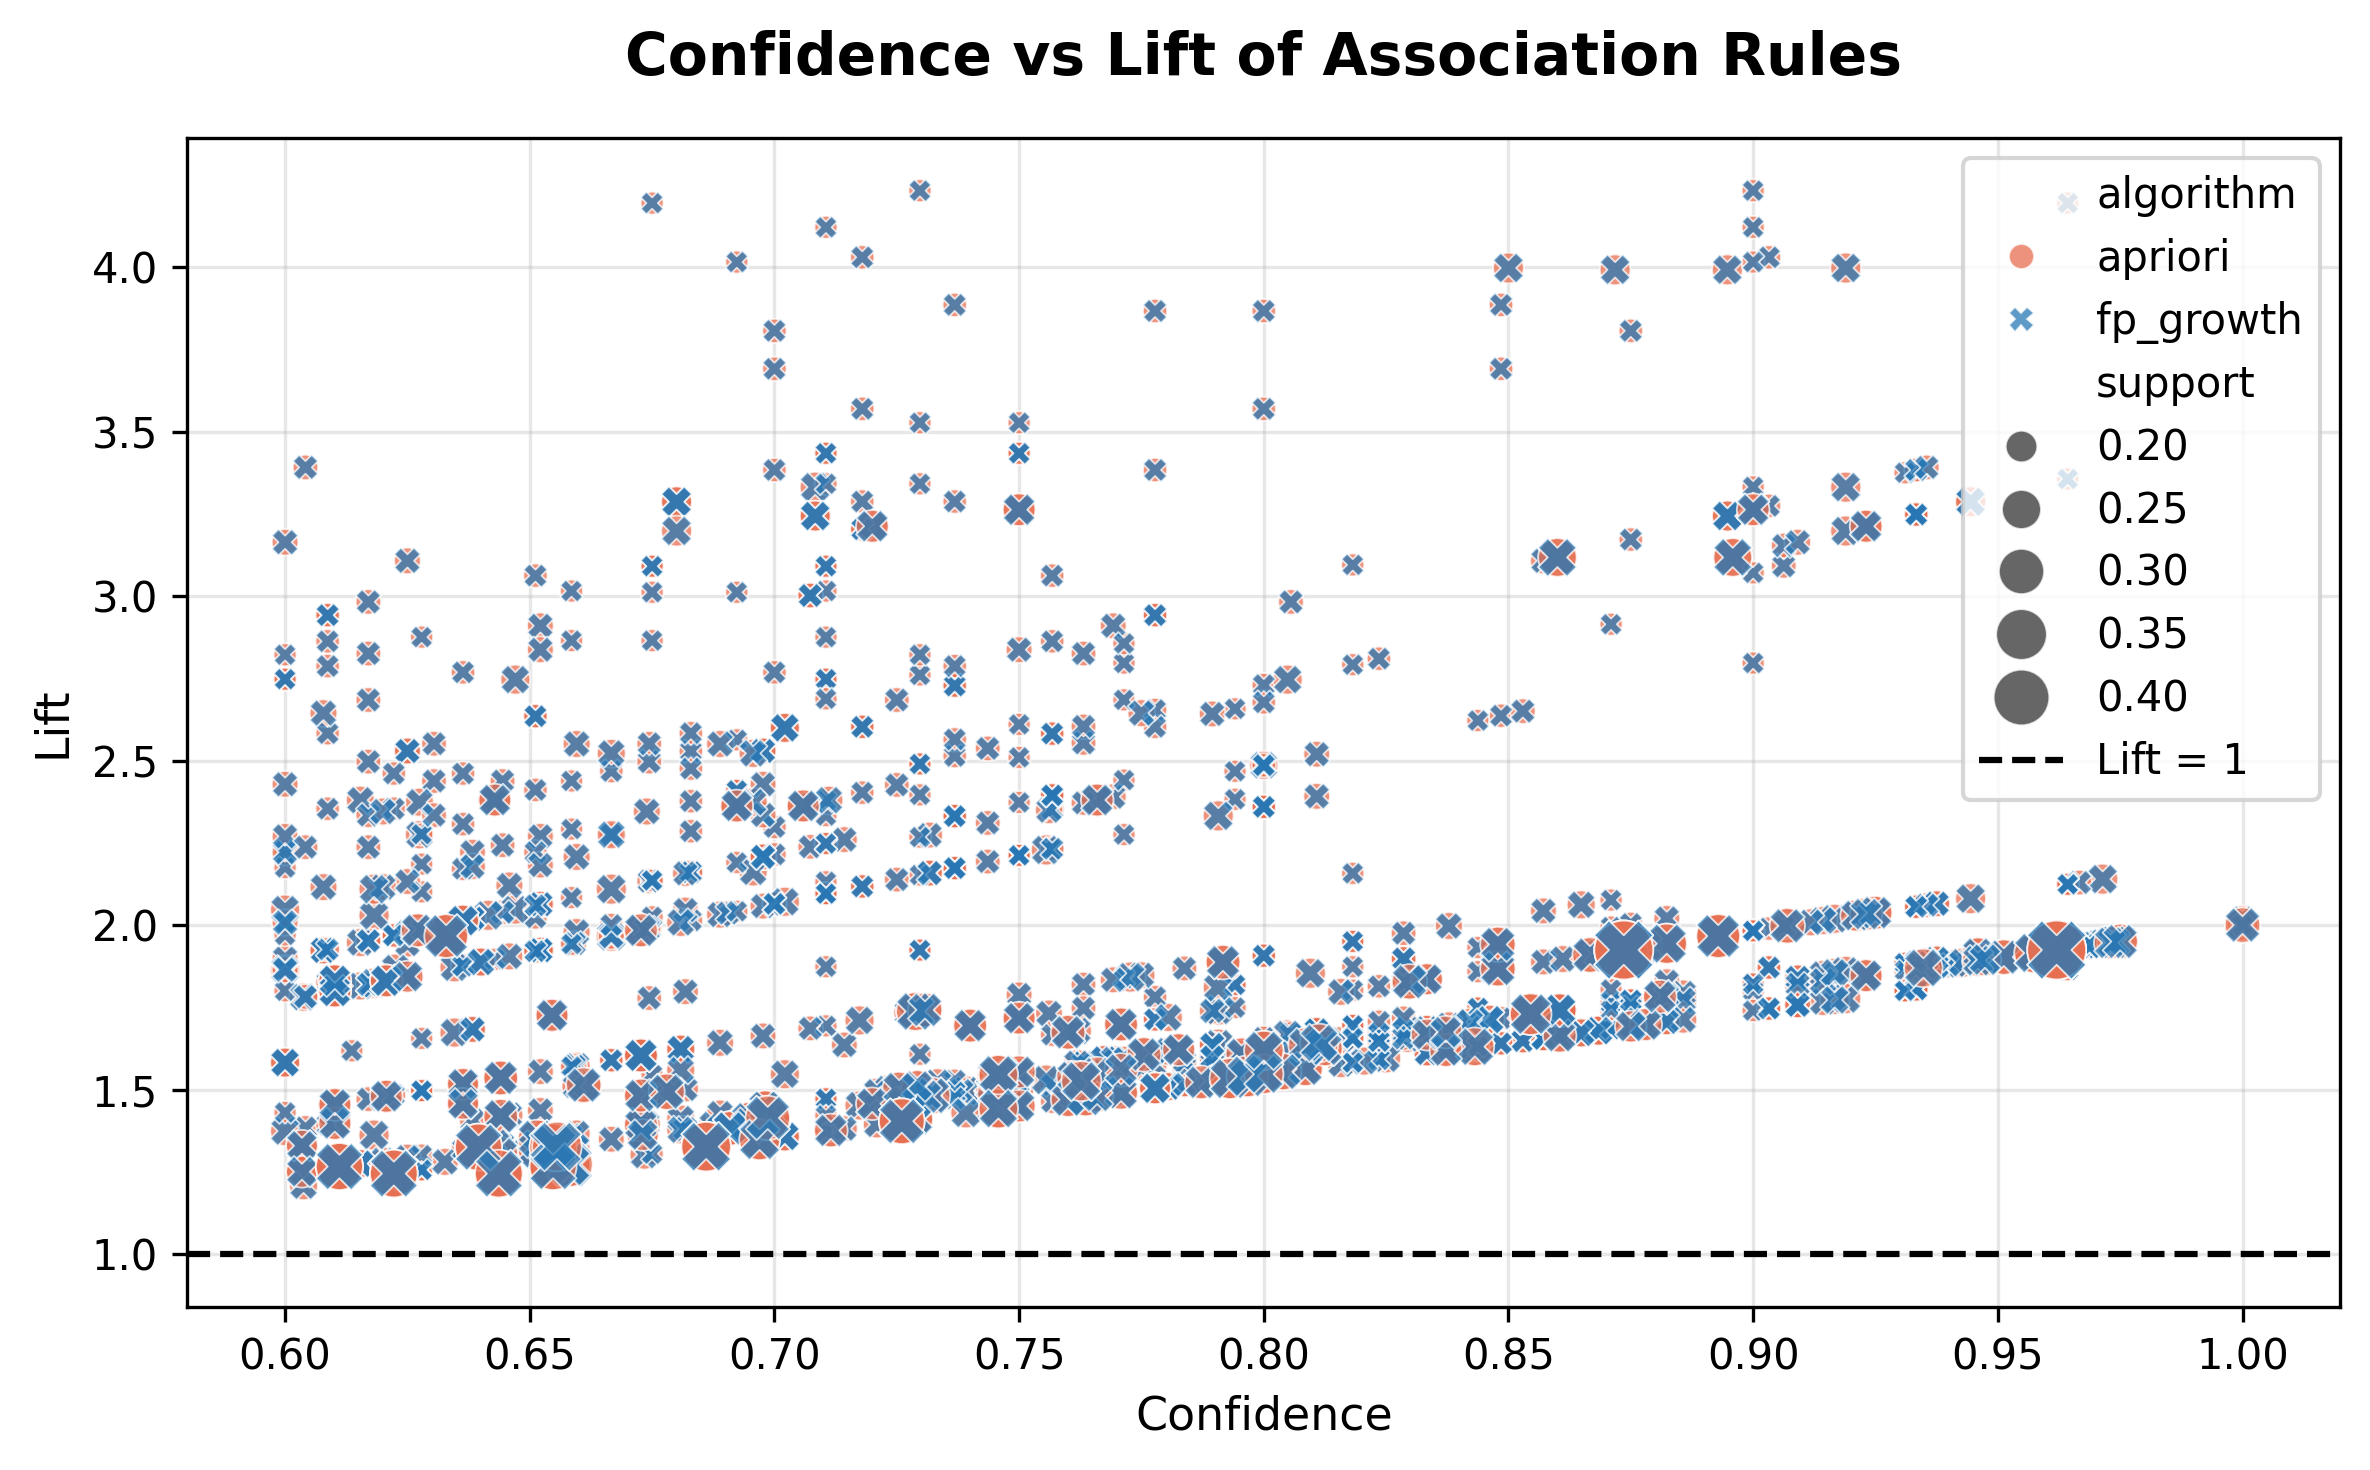 Confidence vs Lift of Association Rules
Lift
4.0
3.5
3.0
2.5
2.0
1.5
1.0
0.60 0.65 0.70 0.75 0.80 0.85 0.90 0.95 1.00
Confidence
algorithm
apriori
fp_growth
support
0.20
0.25
0.30
0.35
0.40
Lift = 1